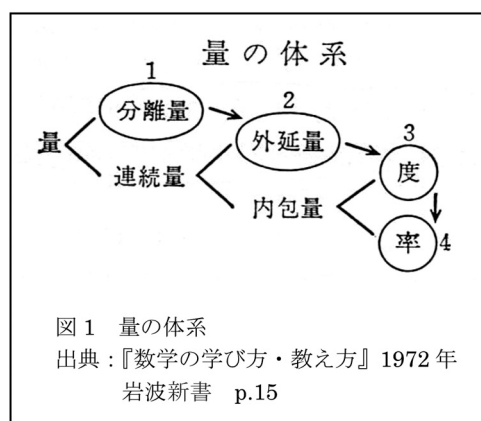 量の体系
1
分離量
2
外延量
3
度
量
連続量
内包量
率
4
図1 量の体系
出典：『数学の学び方・教え方』1972年
岩波新書 p.15